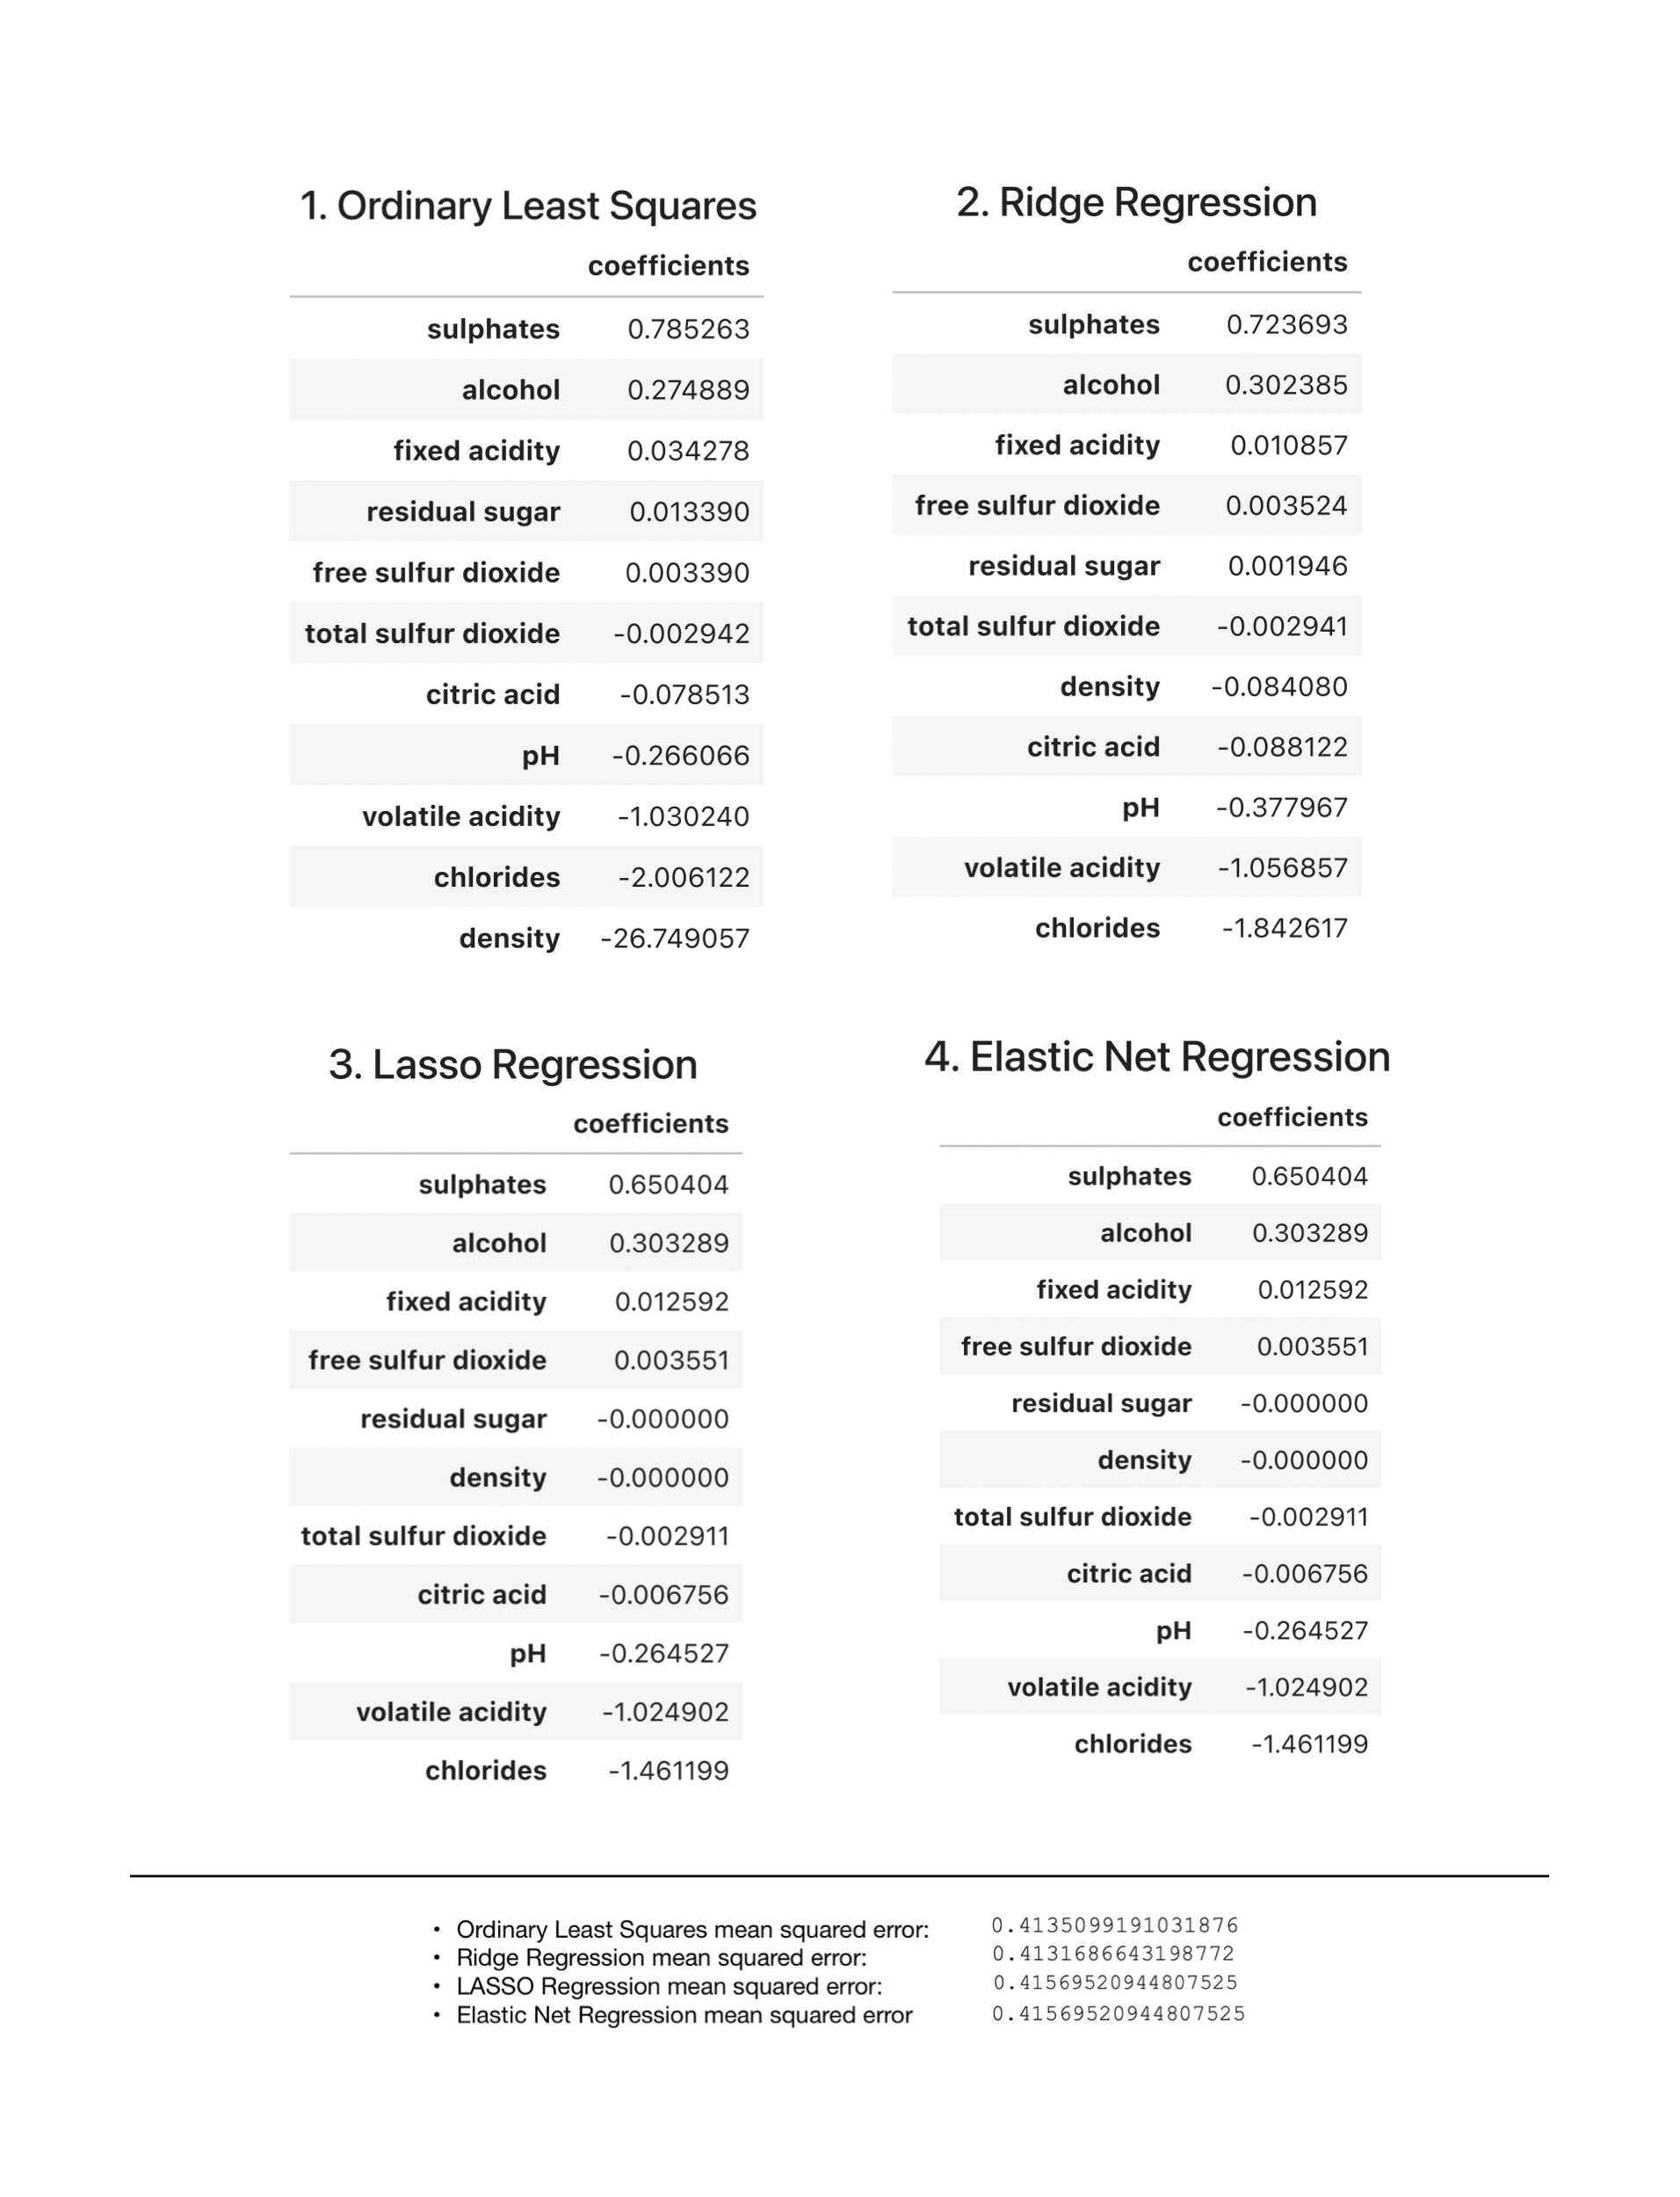 1. Ordinary Least Squares
coefficients
sulphates 0.785263
alcohol 0.274889
fixed acidity 0.034278
residual sugar 0.013390
free sulfur dioxide 0.003390
total sulfur dioxide -0.002942
citric acid -0.078513
pH -0.266066
volatile acidity -1.030240
chlorides -2.006122
density -26.749057
2. Ridge Regression
coefficients
sulphates 0.723693
alcohol 0.302385
fixed acidity 0.010857
free sulfur dioxide 0.003524
residual sugar 0.001946
total sulfur dioxide -0.002941
density -0.084080
citric acid -0.088122
pH -0.377967
volatile acidity -1.056857
chlorides -1.842617
3. Lasso Regression
coefficients
sulphates 0.650404
alcohol 0.303289
fixed acidity 0.012592
free sulfur dioxide 0.003551
residual sugar -0.000000
density -0.000000
total sulfur dioxide -0.002911
citric acid -0.006756
pH -0.264527
volatile acidity -1.024902
chlorides -1.461199
4. Elastic Net Regression
coefficients
sulphates 0.650404
alcohol 0.303289
fixed acidity 0.012592
free sulfur dioxide 0.003551
residual sugar -0.000000
density -0.000000
total sulfur dioxide -0.002911
citric acid -0.006756
pH -0.264527
volatile acidity -1.024902
chlorides -1.461199
• Ordinary Least Squares mean squared error: 0.4135099191031876
• Ridge Regression mean squared error: 0.4131686643198772
• LASSO Regression mean squared error: 0.41569520944807525
• Elastic Net Regression mean squared error 0.41569520944807525